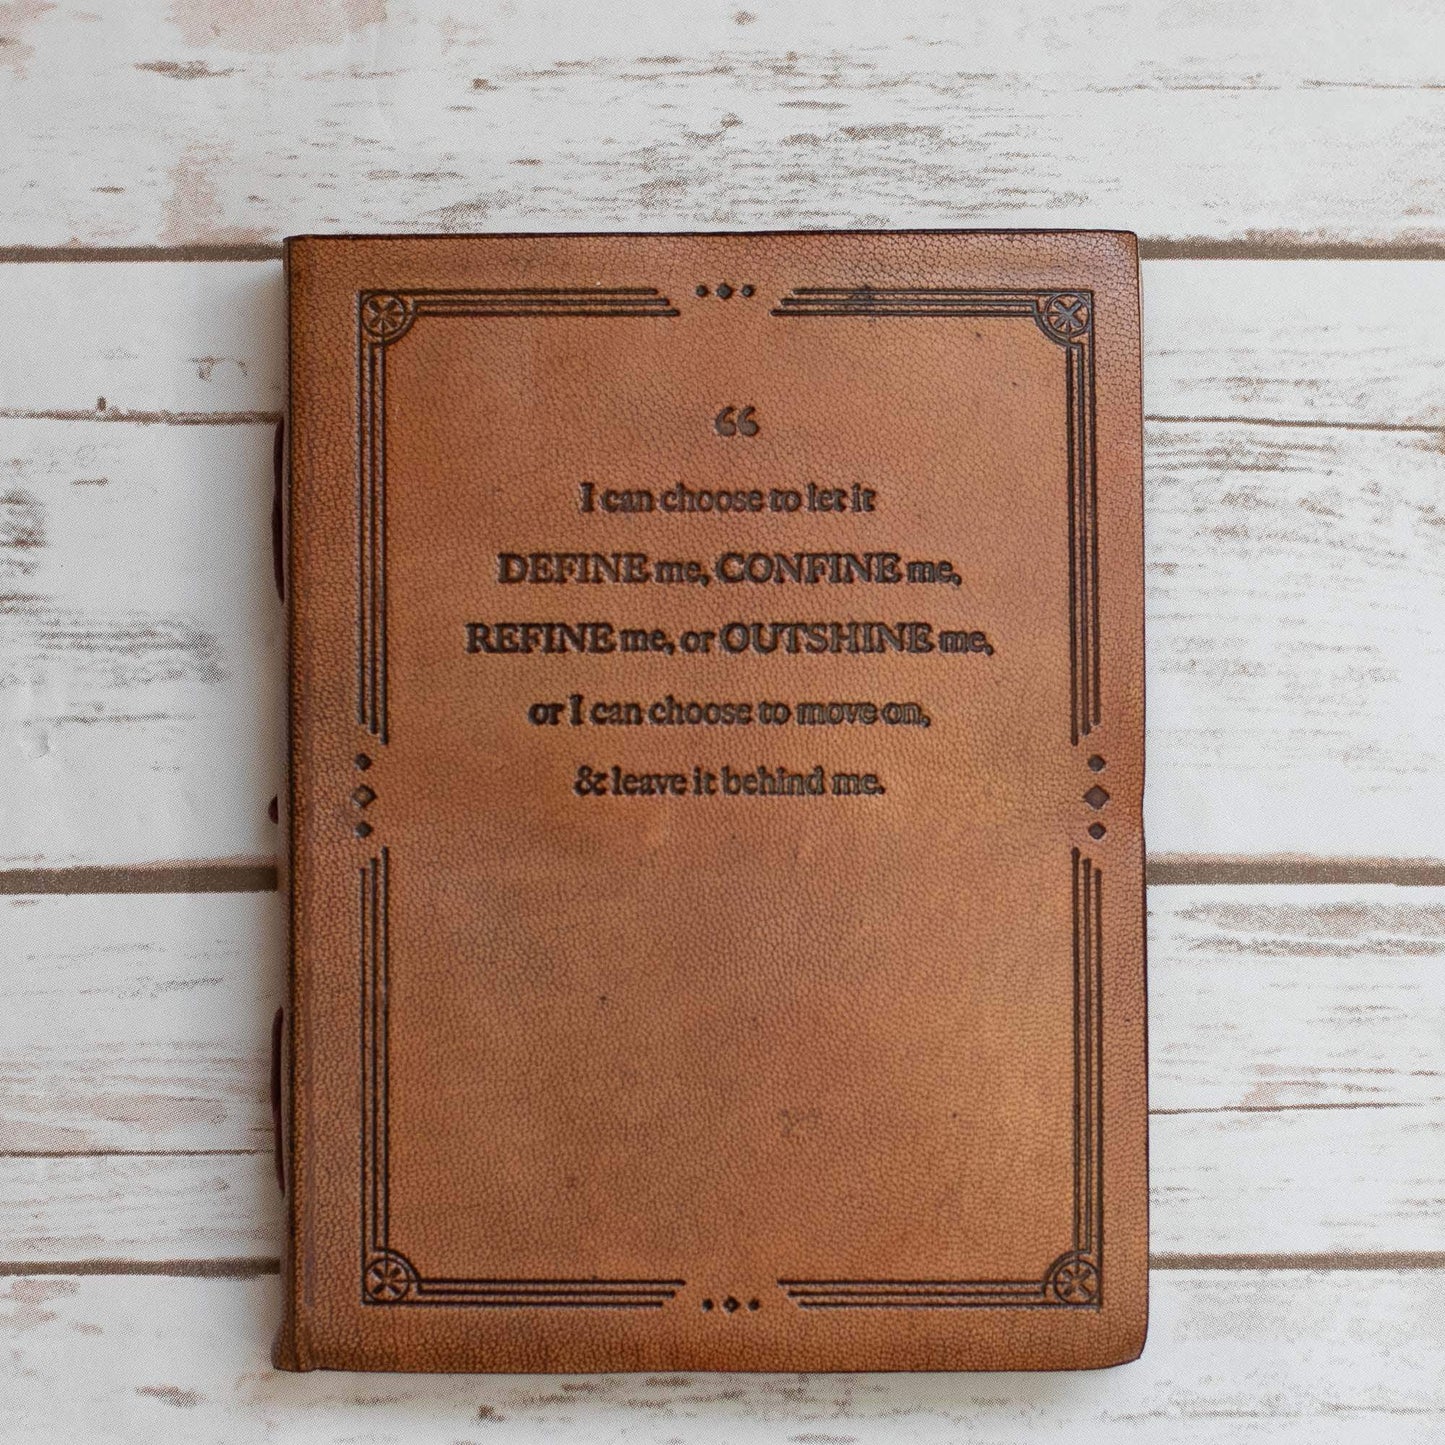 “
I can choose to let it
DEFINE me, CONFINE me,
REFINE me, or OUTSHINE me,
or I can choose to move on,
& leave it behind me.